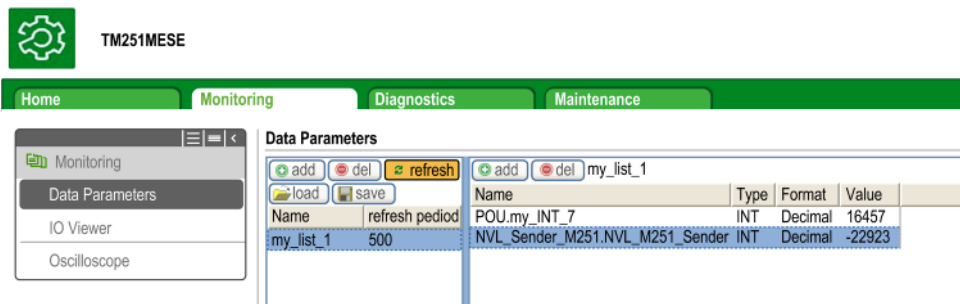 TM251MESE
Home Monitoring Diagnostics Maintenance
Monitoring
Data Parameters
IO Viewer
Oscilloscope
Data Parameters
add del refresh
load save
Name refresh pediod
my_list_1 500
add del my_list_1
Name Type Format Value
POU.my_INT_7 INT Decimal 16457
NVL_Sender_M251.NVL_M251_Sender INT Decimal -22923